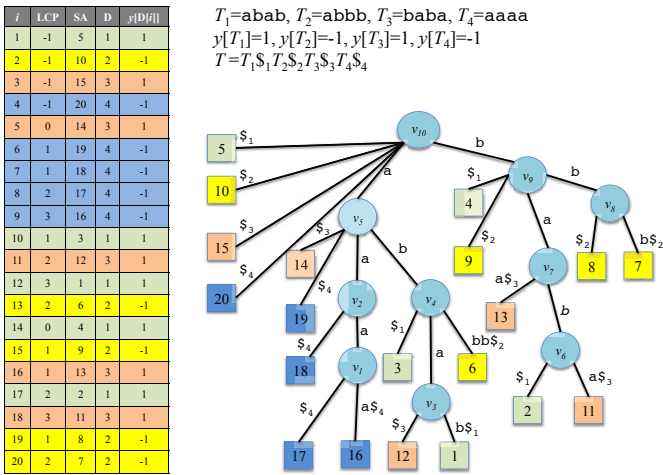 i LCP SA D y[D[i]]
1 -1 5 1 1
2 -1 10 2 -1
3 -1 15 3 1
4 -1 20 4 -1
5 0 14 3 1
6 1 19 4 -1
7 1 18 4 -1
8 2 17 4 -1
9 3 16 4 -1
10 1 3 1 1
11 2 12 3 1
12 3 1 1 1
13 2 6 2 -1
14 0 4 1 1
15 1 9 2 -1
16 1 13 3 1
17 2 2 1 1
18 3 11 3 1
19 1 8 2 -1
20 2 7 2 -1
T₁=abab, T₂=abbb, T₃=baba, T₄=aaaa
y[T₁]=1, y[T₂]=-1, y[T₃]=1, y[T₄]=-1
T=T₁$₁T₂$₂T₃$₃T₄$₄
v₁₀
$₁ b
5
$₂ a $₁ v₉ b
10 4 v₈
$₃ v₅ $₃ $₂ a $₂ b$₂
15 14 b 9 v₇ 8 7
$₄ $₄ a a$₃
20 19 v₂ v₄ 13 b
$₄ a $₁ a bb$₂ v₆
18 v₁ 3 6
$₄ a$₄ v₃ $₁ a$₃
$₃ b$₁ 2 11
17 16 12 1